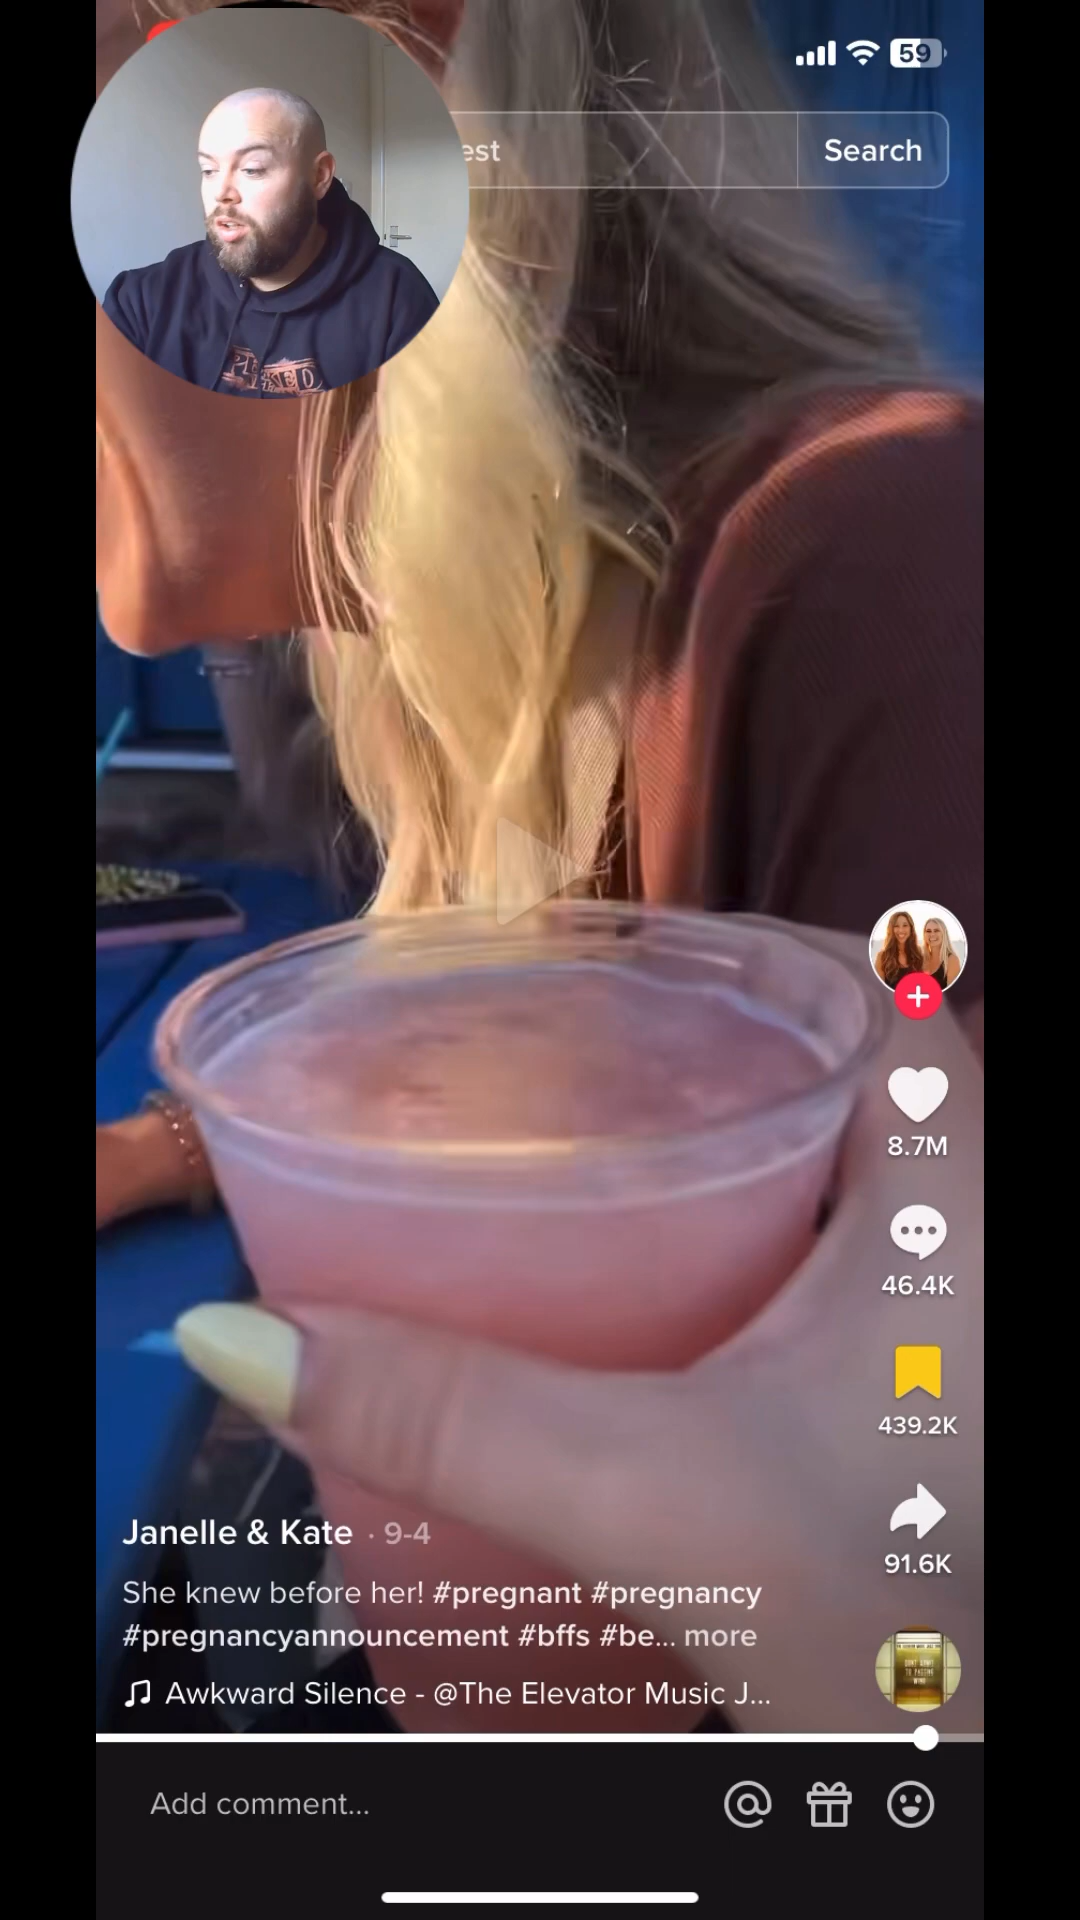 59
est
Search
8.7M
46.4K
439.2K
91.6K
Janelle & Kate · 9-4
She knew before her! #pregnant #pregnancy
#pregnancyannouncement #bffs #be... more
Awkward Silence - @The Elevator Music J...
Add comment...